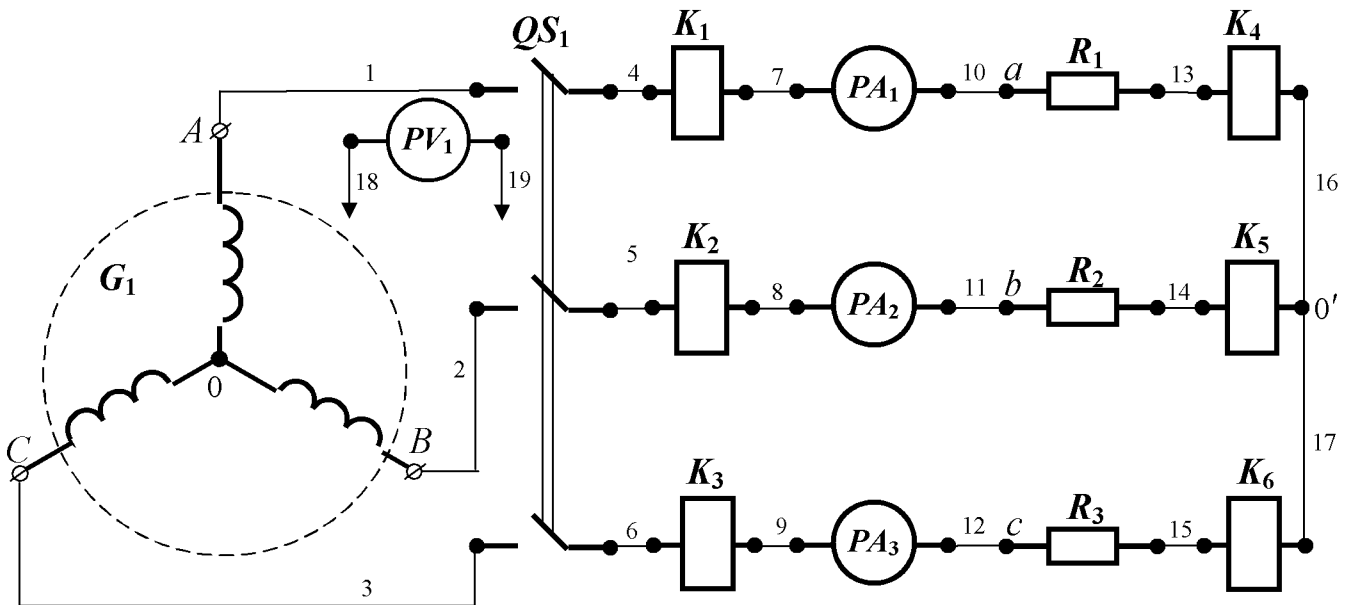 QS₁
K₁
K₄
1
4
7
10
a
R₁
13
PA₁
A
PV₁
18
19
16
G₁
K₂
K₅
5
8
11
b
R₂
14
PA₂
0′
2
0
C
B
17
K₃
K₆
6
9
12
c
R₃
15
PA₃
3